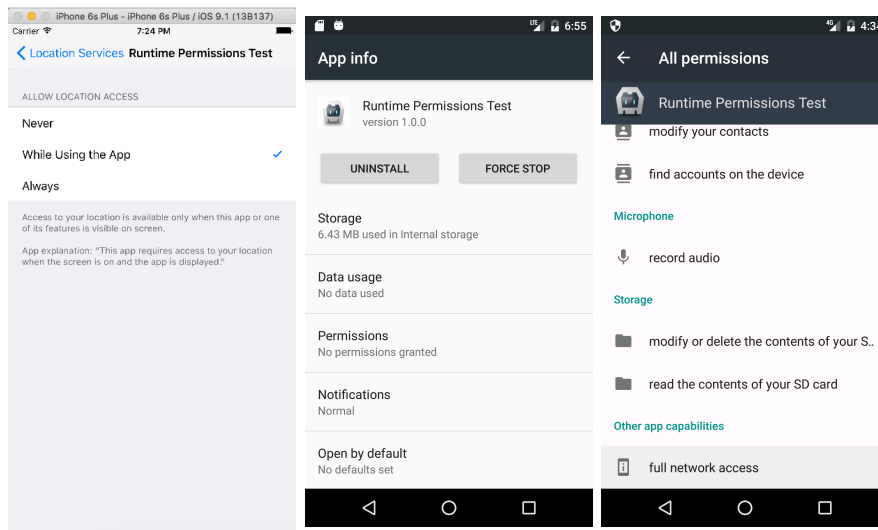 iPhone 6s Plus - iPhone 6s Plus / iOS 9.1 (13B137)
Carrier
7:24 PM
Location Services
Runtime Permissions Test
ALLOW LOCATION ACCESS
Never
While Using the App
Always
Access to your location is available only when this app or one
of its features is visible on screen.
App explanation: “This app requires access to your location
when the screen is on and the app is displayed.”
LTE
6:55
App info
Runtime Permissions Test
version 1.0.0
UNINSTALL
FORCE STOP
Storage
6.43 MB used in Internal storage
Data usage
No data used
Permissions
No permissions granted
Notifications
Normal
Open by default
No defaults set
4G
4:34
All permissions
Runtime Permissions Test
modify your contacts
find accounts on the device
Microphone
record audio
Storage
modify or delete the contents of your S..
read the contents of your SD card
Other app capabilities
full network access